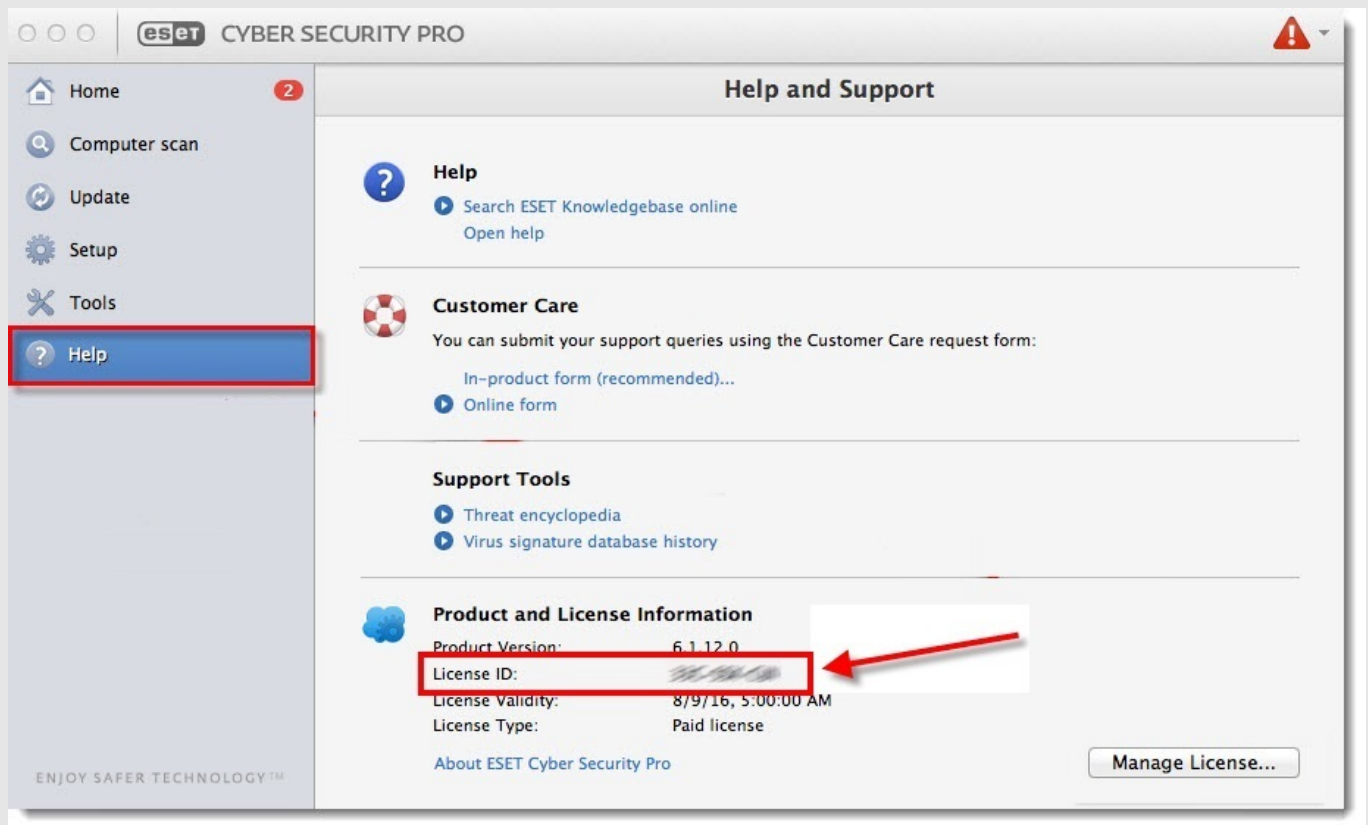 eset CYBER SECURITY PRO
Home 2
Computer scan
Update
Setup
Tools
Help
ENJOY SAFER TECHNOLOGY™
Help and Support
Help
Search ESET Knowledgebase online
Open help
Customer Care
You can submit your support queries using the Customer Care request form:
In-product form (recommended)...
Online form
Support Tools
Threat encyclopedia
Virus signature database history
Product and License Information
Product Version: 6.1.12.0
License ID:
License Validity: 8/9/16, 5:00:00 AM
License Type: Paid license
About ESET Cyber Security Pro
Manage License...